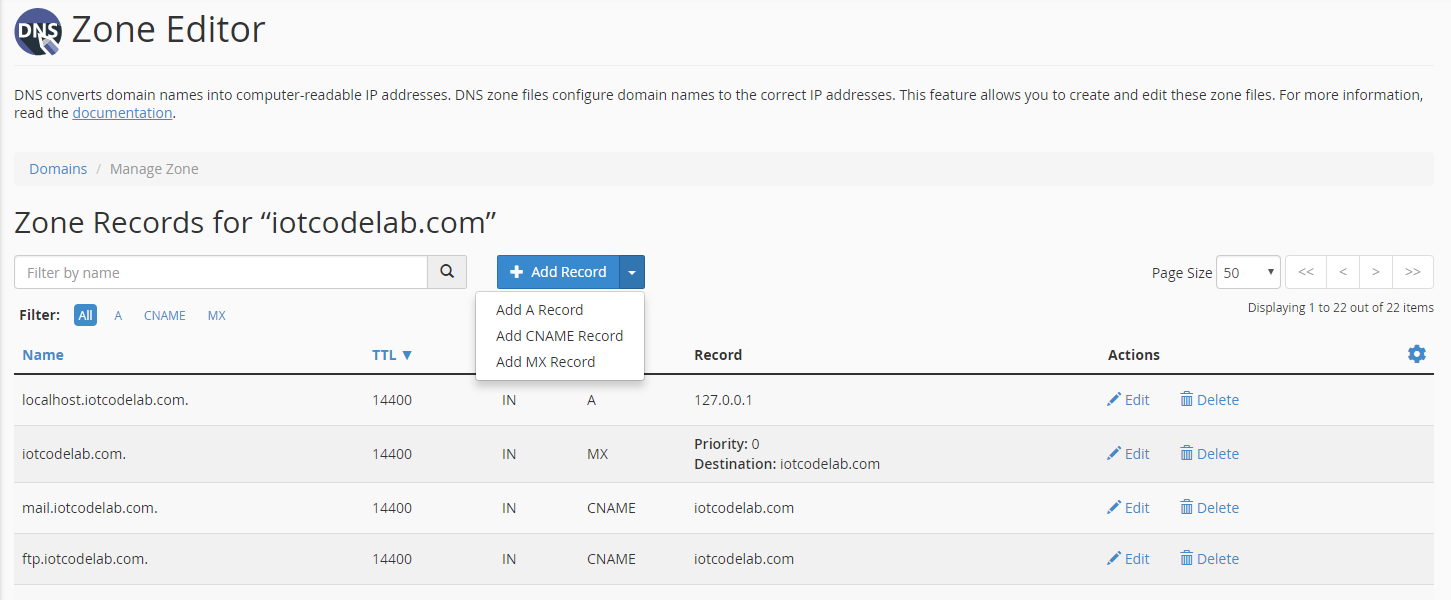 DNS Zone Editor
DNS converts domain names into computer-readable IP addresses. DNS zone files configure domain names to the correct IP addresses. This feature allows you to create and edit these zone files. For more information,
read the documentation.
Domains / Manage Zone
Zone Records for “iotcodelab.com”
Filter by name + Add Record Page Size 50 << < > >>
Filter: All A CNAME MX Displaying 1 to 22 out of 22 items
Add A Record
Add CNAME Record
Add MX Record
Name TTL ▼ Record Actions
localhost.iotcodelab.com. 14400 IN A 127.0.0.1 Edit Delete
iotcodelab.com. 14400 IN MX Priority: 0 Edit Delete
Destination: iotcodelab.com
mail.iotcodelab.com. 14400 IN CNAME iotcodelab.com Edit Delete
ftp.iotcodelab.com. 14400 IN CNAME iotcodelab.com Edit Delete